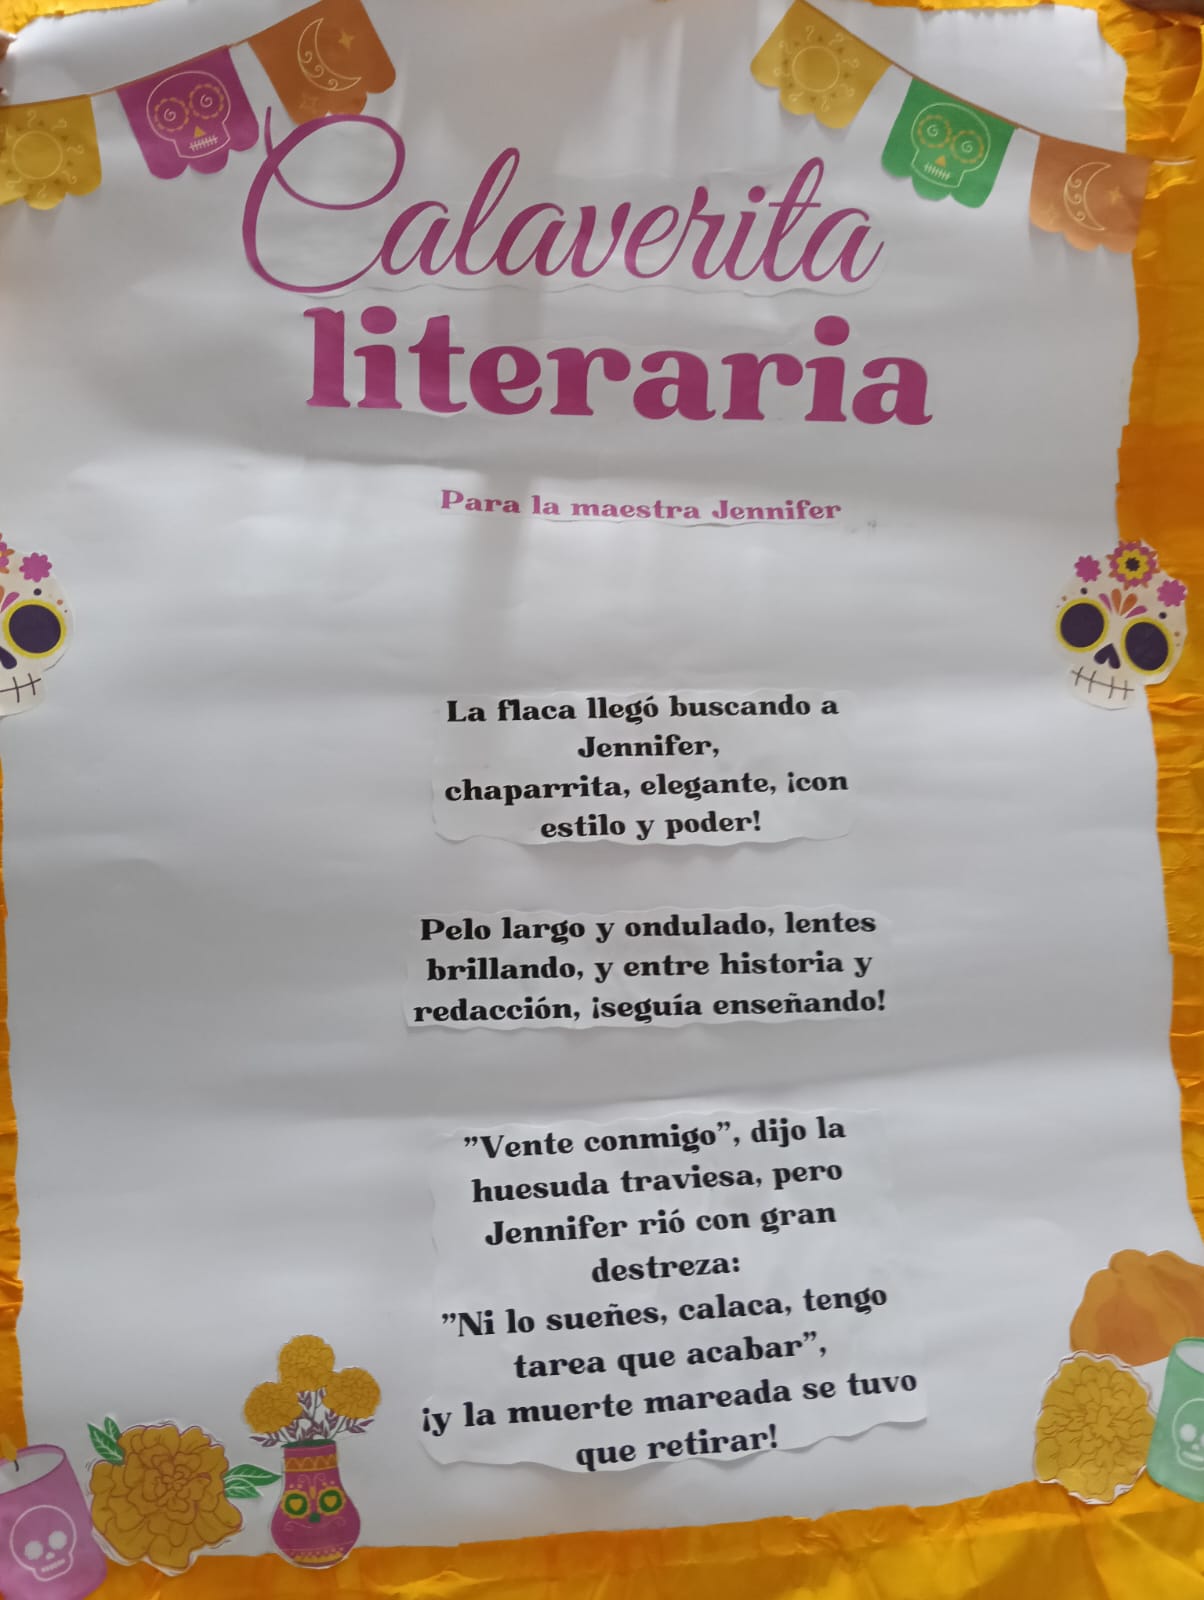 Calaverita
literaria
Para la maestra Jennifer
La flaca llegó buscando a
Jennifer,
chaparrita, elegante, ¡con
estilo y poder!
Pelo largo y ondulado, lentes
brillando, y entre historia y
redacción, ¡seguía enseñando!
"Vente conmigo”, dijo la
huesuda traviesa, pero
Jennifer rió con gran
destreza:
"Ni lo sueñes, calaca, tengo
tarea que acabar”,
¡y la muerte mareada se tuvo
que retirar!